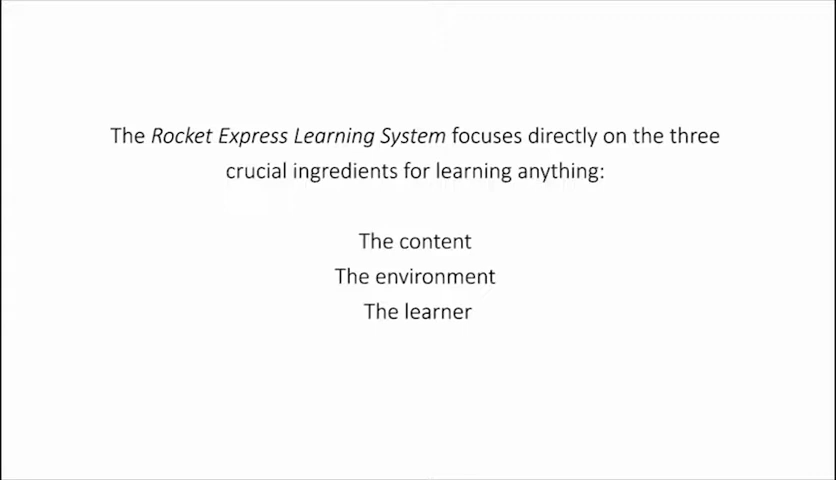 The Rocket Express Learning System focuses directly on the three
crucial ingredients for learning anything:
The content
The environment
The learner